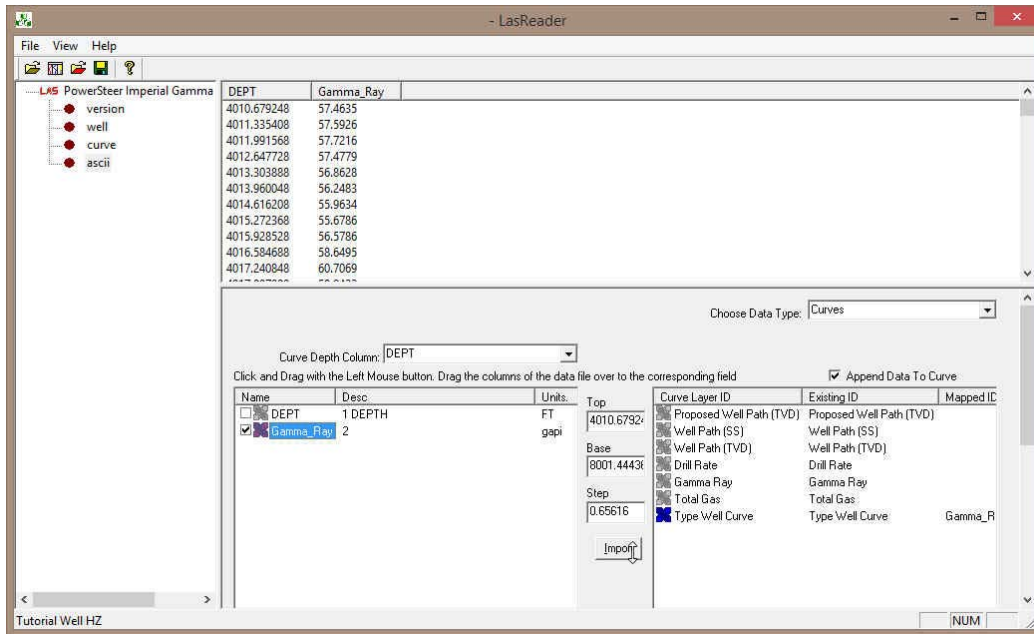 - LasReader
File View Help
LAS PowerSteer Imperial Gamma
version
well
curve
ascii
DEPT Gamma_Ray
4010.679248 57.4635
4011.335408 57.5926
4011.991568 57.7216
4012.647728 57.4779
4013.303888 56.8628
4013.960048 56.2483
4014.616208 55.9634
4015.272368 55.6786
4015.928528 56.5786
4016.584688 58.6495
4017.240848 60.7069
Choose Data Type: Curves
Curve Depth Column: DEPT
Click and Drag with the Left Mouse button. Drag the columns of the data file over to the corresponding field
Append Data To Curve
Name Desc Units.
DEPT 1 DEPTH FT
Gamma_Ray 2 gapi
Top
4010.6792
Base
8001.4443
Step
0.65616
Import
Curve Layer ID Existing ID Mapped ID
Proposed Well Path (TVD) Proposed Well Path (TVD)
Well Path (SS) Well Path (SS)
Well Path (TVD) Well Path (TVD)
Drill Rate Drill Rate
Gamma Ray Gamma Ray
Total Gas Total Gas
Type Well Curve Type Well Curve Gamma_R
Tutorial Well HZ
NUM